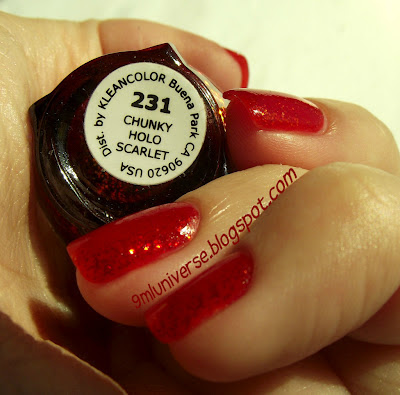 Dist. by KLEANCOLOR Buena Park CA 90620 USA
231
CHUNKY
HOLO
SCARLET
9mluniverse.blogspot.com